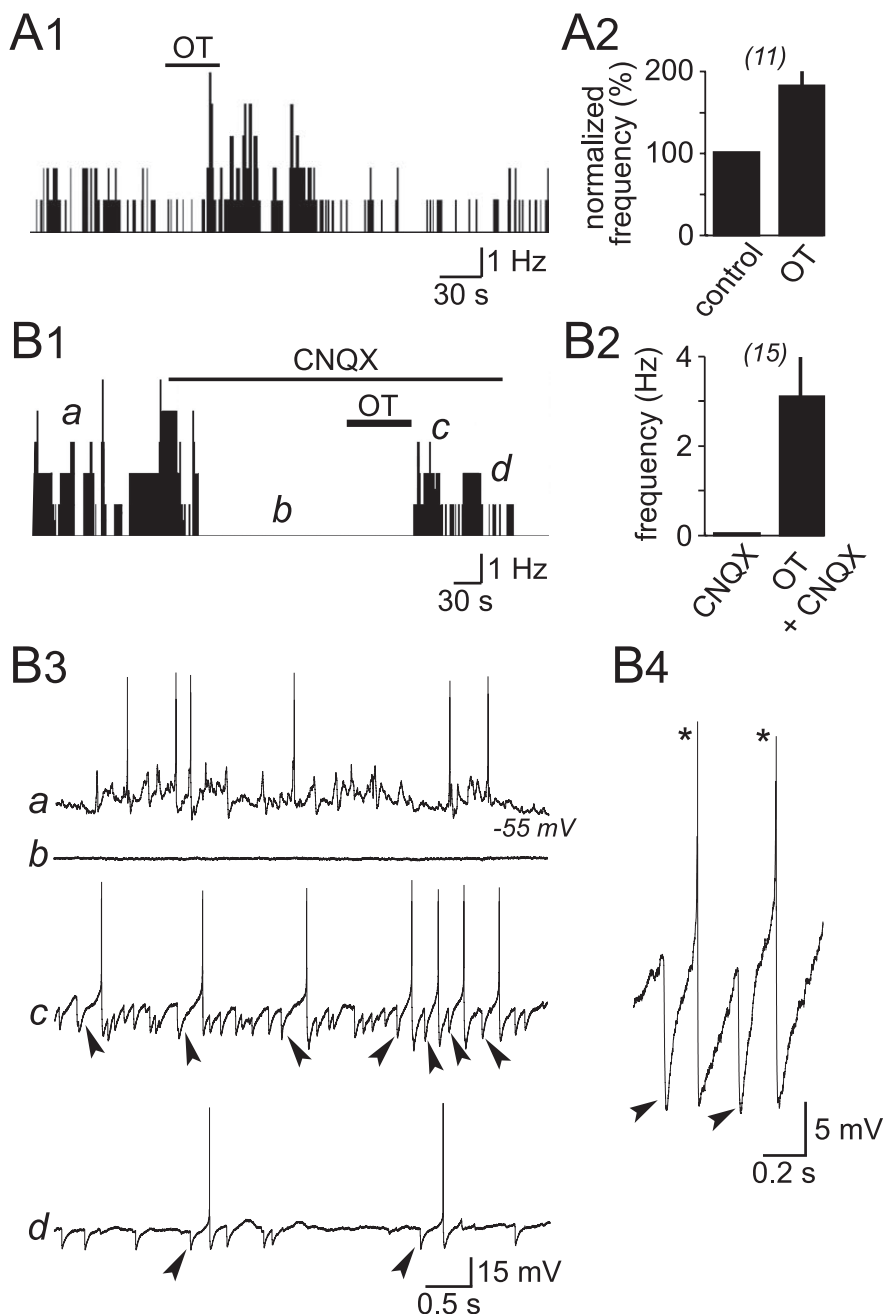 A1
OT
1 Hz
30 s
A2
(11)
normalized
frequency (%)
200
100
0
control
OT
B1
CNQX
OT
a
b
c
d
1 Hz
30 s
B2
(15)
frequency (Hz)
4
2
0
CNQX
OT
+ CNQX
B3
a
-55 mV
b
c
d
15 mV
0.5 s
B4
* *
5 mV
0.2 s